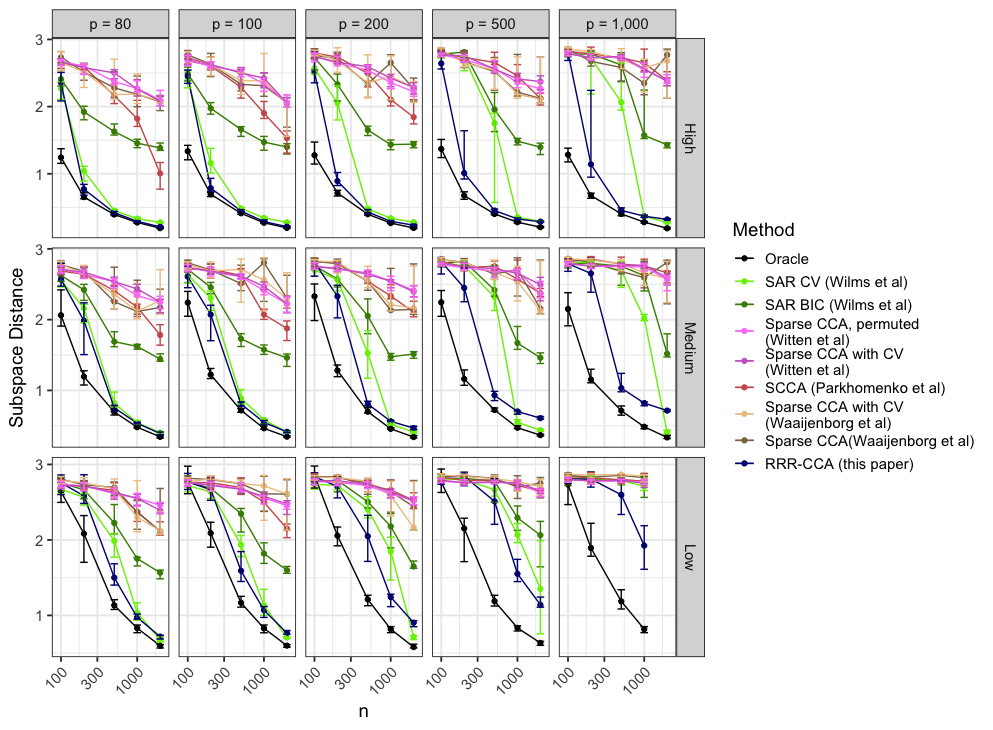 p = 80
p = 100
p = 200
p = 500
p = 1,000
3
2
1
High
3
2
1
Medium
3
2
1
Low
Subspace Distance
100
300
1000
100
300
1000
100
300
1000
100
300
1000
100
300
1000
n
Method
Oracle
SAR CV (Wilms et al)
SAR BIC (Wilms et al)
Sparse CCA, permuted
(Witten et al)
Sparse CCA with CV
(Witten et al)
SCCA (Parkhomenko et al)
Sparse CCA with CV
(Waaijenborg et al)
Sparse CCA(Waaijenborg et al)
RRR-CCA (this paper)